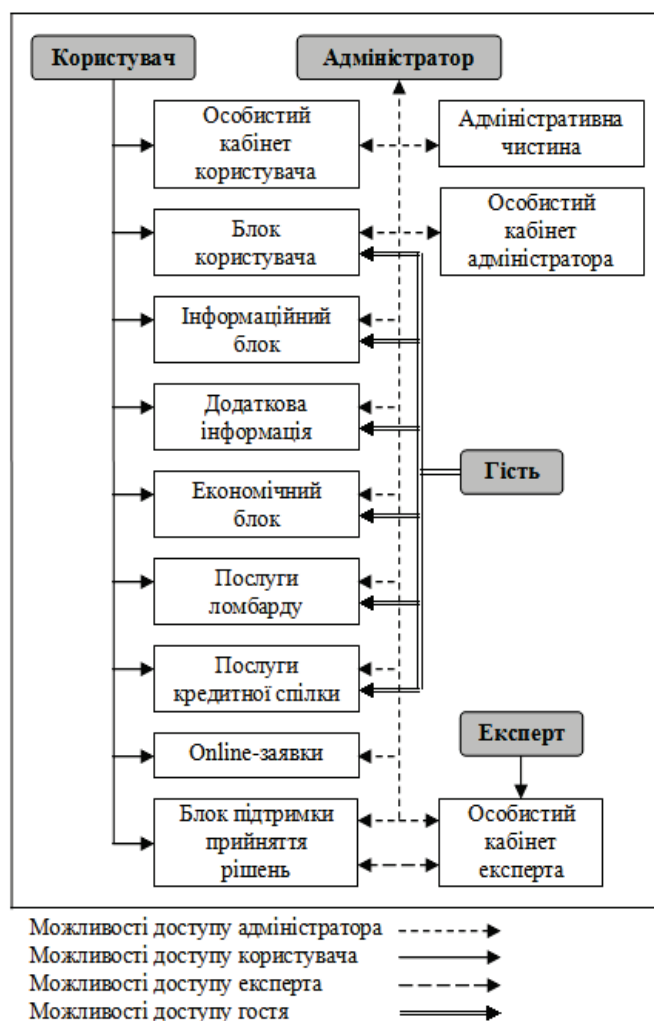 Користувач
Адміністратор
Особистий
кабінет
користувача
Адміністративна
чистина
Блок
користувача
Особистий
кабінет
адміністратора
Інформаційний
блок
Додаткова
інформація
Економічний
блок
Гість
Послуги
ломбарду
Послуги
кредитної спілки
Експерт
Online-заявки
Блок підтримки
прийняття
рішень
Особистий
кабінет
експерта
Можливості доступу адміністратора
Можливості доступу користувача
Можливості доступу експерта
Можливості доступу гостя